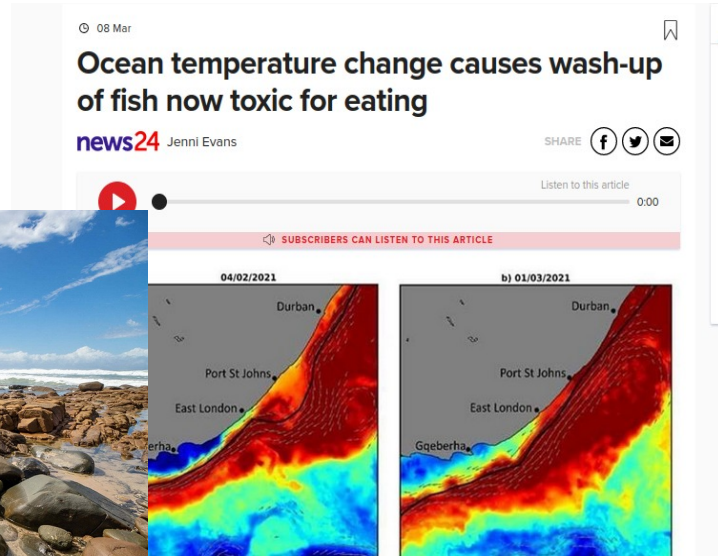 08 Mar
Ocean temperature change causes wash-up
of fish now toxic for eating
news24 Jenni Evans
SHARE
Listen to this article
0:00
SUBSCRIBERS CAN LISTEN TO THIS ARTICLE
04/02/2021
b) 01/03/2021
Durban
Durban
Port St Johns
Port St Johns
East London
East London
erha
Gqeberha